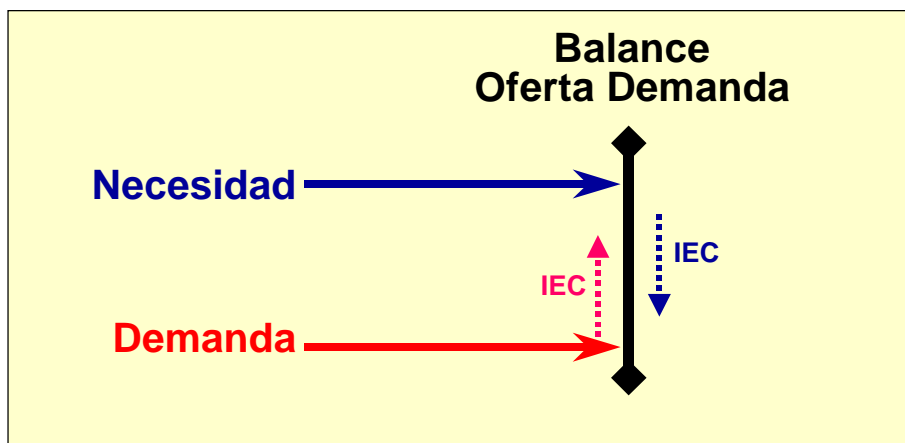 Balance
Oferta Demanda
Necesidad
IEC
IEC
Demanda